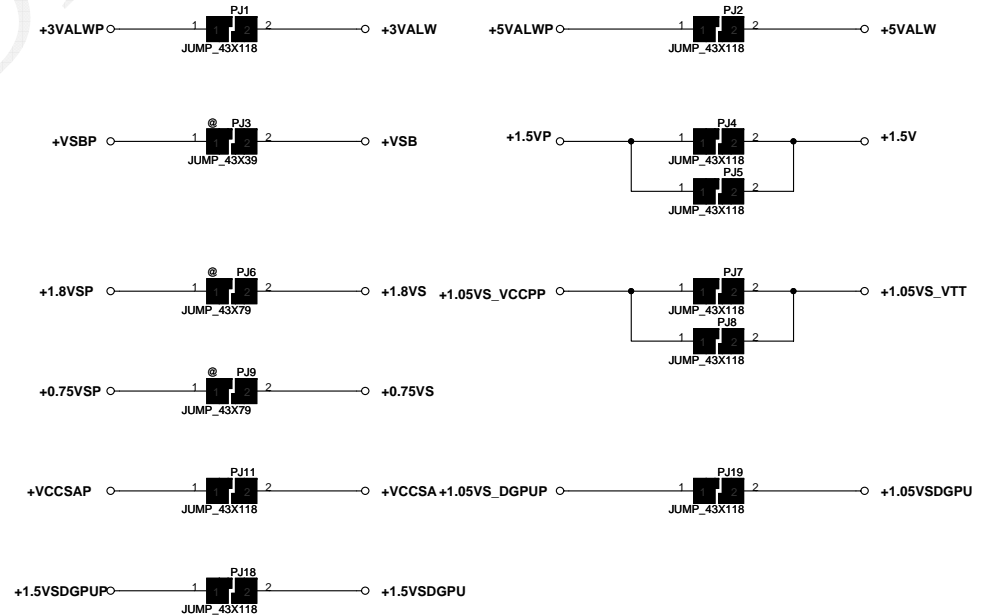 PJ1
+3VALWP 1 1 2 2 +3VALW
JUMP_43X118
PJ2
+5VALWP 1 1 2 2 +5VALW
JUMP_43X118
@ PJ3
+VSBP 1 1 2 2 +VSB
JUMP_43X39
PJ4
+1.5VP 1 1 2 2 +1.5V
JUMP_43X118
PJ5
1 1 2 2
JUMP_43X118
@ PJ6
+1.8VSP 1 1 2 2 +1.8VS
JUMP_43X79
PJ7
+1.05VS_VCCPP 1 1 2 2 +1.05VS_VTT
JUMP_43X118
PJ8
1 1 2 2
JUMP_43X118
@ PJ9
+0.75VSP 1 1 2 2 +0.75VS
JUMP_43X79
PJ11
+VCCSAP 1 1 2 2 +VCCSA
JUMP_43X118
PJ19
+1.05VS_DGPUP 1 1 2 2 +1.05VSDGPU
JUMP_43X118
PJ18
+1.5VSDGPUP 1 1 2 2 +1.5VSDGPU
JUMP_43X118